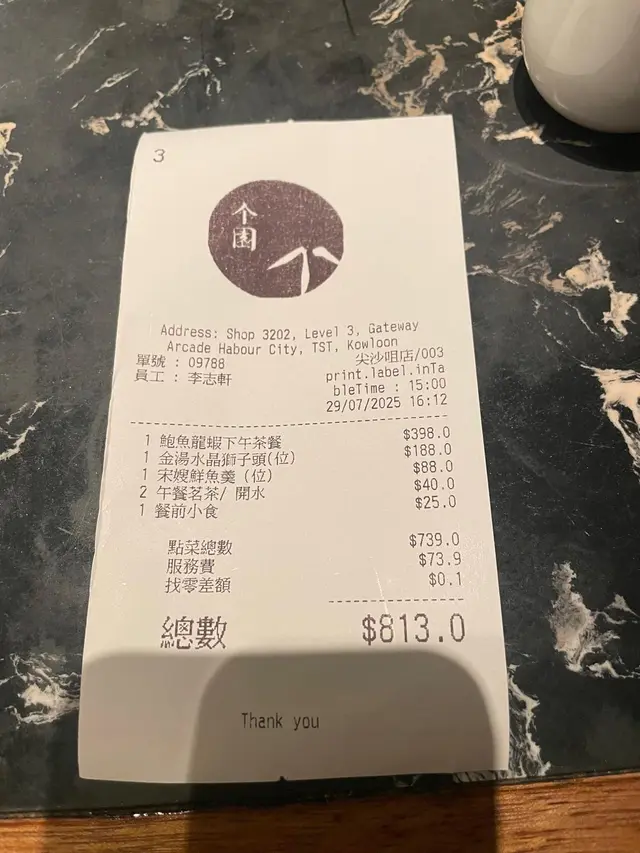 3
个
園
Address: Shop 3202, Level 3, Gateway
Arcade Habour City, TST, Kowloon
單號 : 09788 尖沙咀店/003
員工 : 李志軒 print.label.inTa
bleTime : 15:00
29/07/2025 16:12
1 鮑魚龍蝦下午茶餐 $398.0
1 金湯水晶獅子頭(位) $188.0
1 宋嫂鮮魚羹 (位) $88.0
2 午餐茗茶/ 開水 $40.0
1 餐前小食 $25.0
點菜總數 $739.0
服務費 $73.9
找零差額 $0.1
總數 $813.0
Thank you